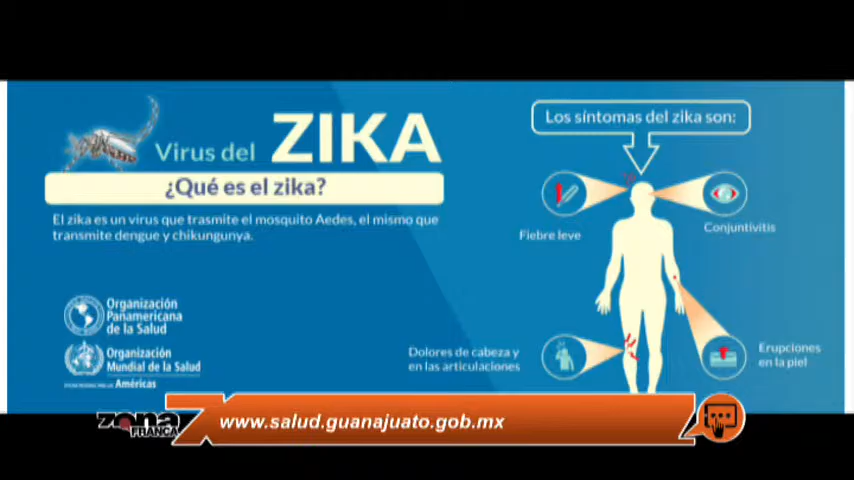 Virus del ZIKA
¿Qué es el zika?
El zika es un virus que trasmite el mosquito Aedes, el mismo que
transmite dengue y chikungunya.
Organización
Panamericana
de la Salud
Organización
Mundial de la Salud
Américas
Los síntomas del zika son:
Fiebre leve
Conjuntivitis
Dolores de cabeza y
en las articulaciones
Erupciones
en la piel
zona
FRANCA
www.salud.guanajuato.gob.mx